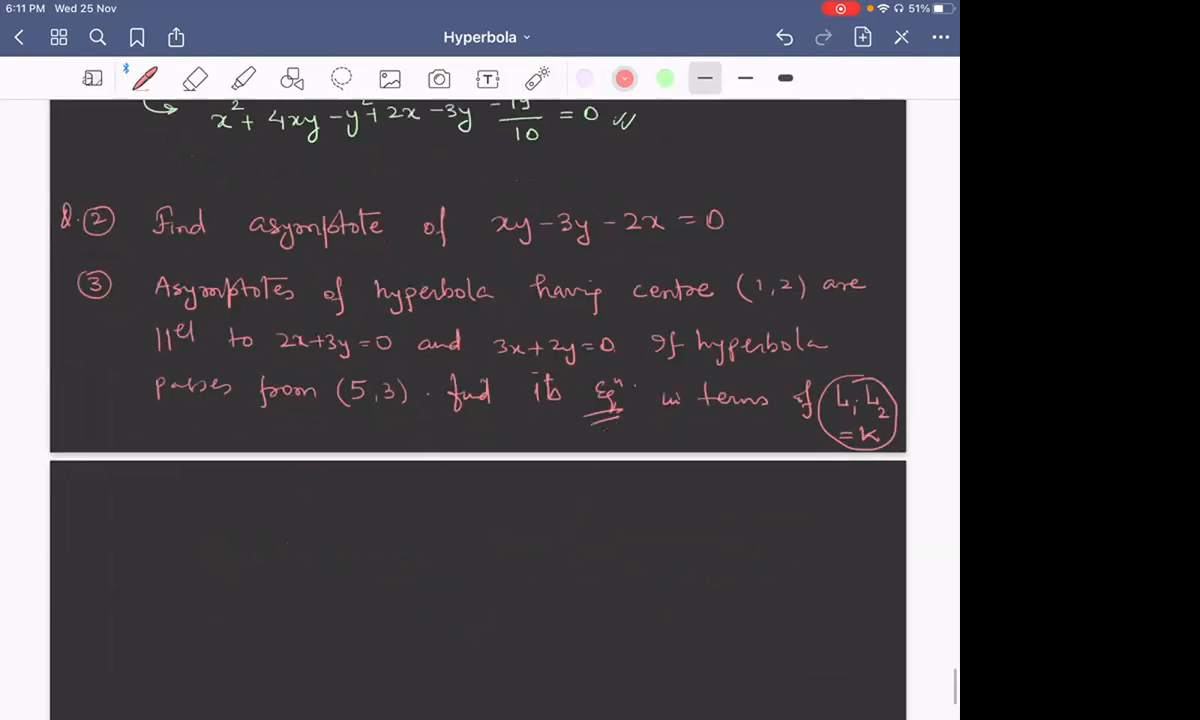 6:11 PM Wed 25 Nov
51%
Hyperbola
x² + 4xy - y² + 2x - 3y - 19/10 = 0
Q. ② Find asymptote of xy - 3y - 2x = 0
③ Asymptotes of hyperbola having centre (1,2) are
||el to 2x+3y=0 and 3x+2y=0. If hyperbola
passes from (5,3). find its Eqn. in terms of L₁L₂
=K